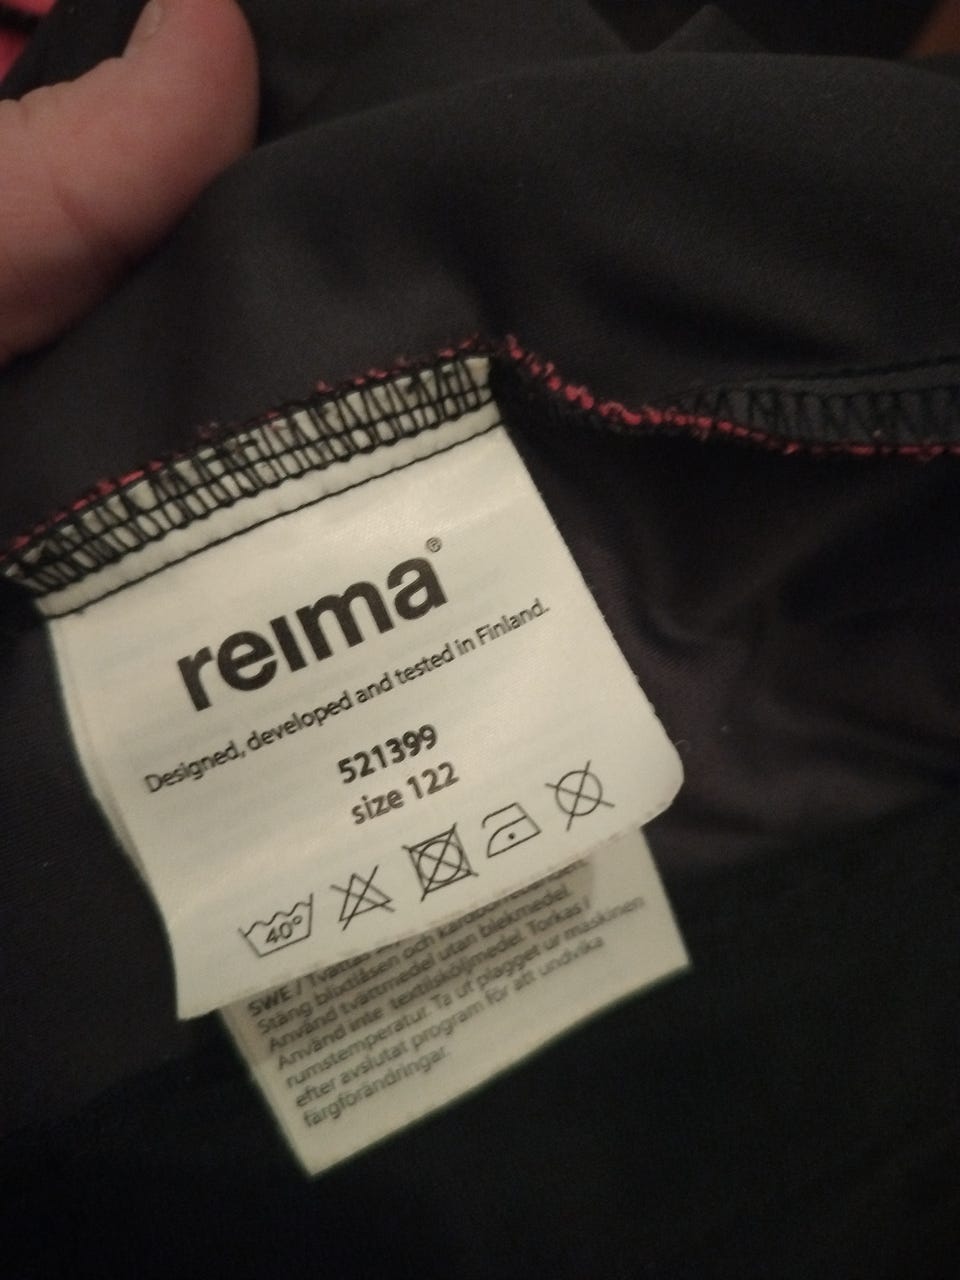 reima®
Designed, developed and tested in Finland.
521399
size 122
40°
SWE / Tvättas och kardborrebanden.
Stäng blixtlåsen och
Använd tvättmedel utan blekmedel.
Använd inte textilsköljmedel. Torkas i
rumstemperatur. Ta ut plagget ur maskinen
efter avslutat program för att undvika
färgförändringar.